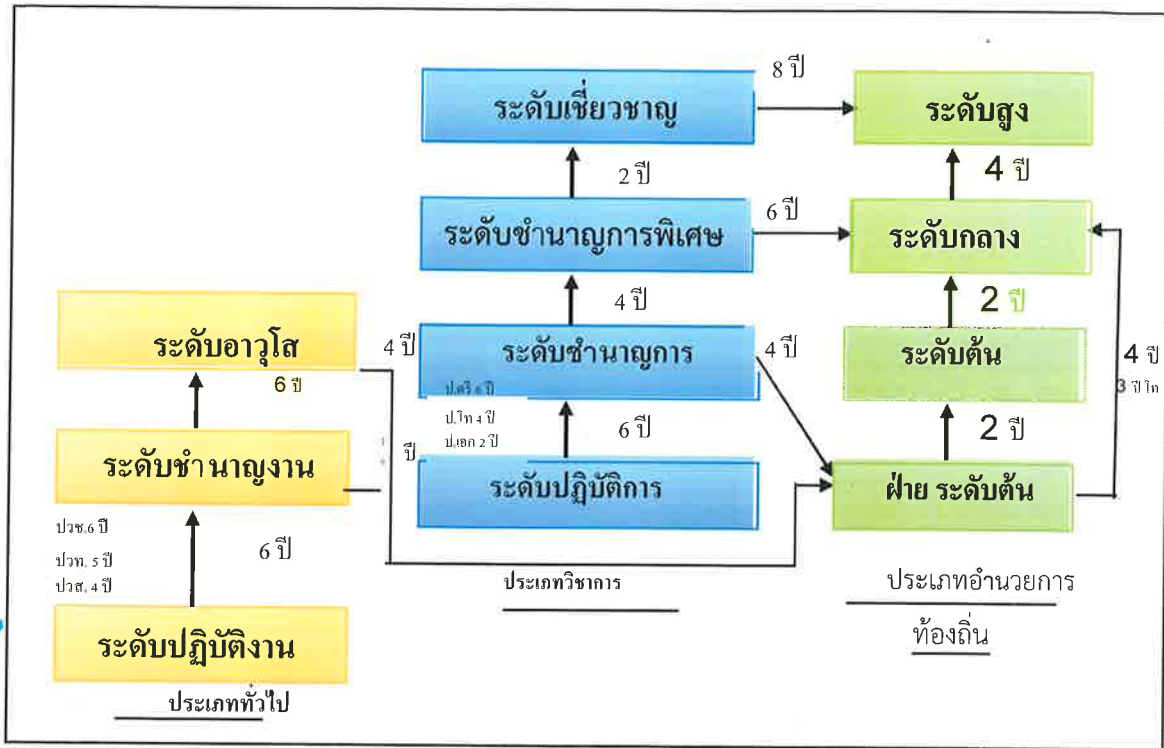 8 ปี
ระดับเชี่ยวชาญ
ระดับสูง
2 ปี
4 ปี
6 ปี
ระดับชำนาญการพิเศษ
ระดับกลาง
4 ปี
2 ปี
ระดับอาวุโส
4 ปี
ระดับชำนาญการ
4 ปี
ระดับต้น
4 ปี
3 ปี โท
6 ปี
ป.ตรี 6 ปี
ป.โท 4 ปี
ป.เอก 2 ปี
6 ปี
2 ปี
ระดับชำนาญงาน
ปี
ระดับปฏิบัติการ
ฝ่าย ระดับต้น
ปวช.6 ปี
ปวท. 5 ปี
ปวส. 4 ปี
6 ปี
ประเภทวิชาการ
ประเภทอำนวยการ
ท้องถิ่น
ระดับปฏิบัติงาน
ประเภททั่วไป